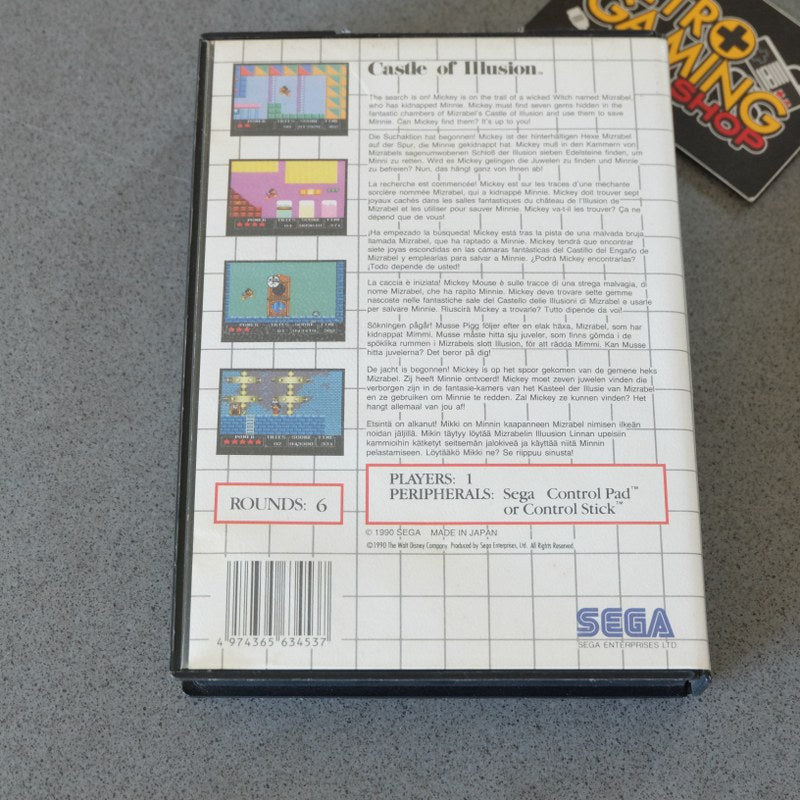 RETRO
GAMING
SHOP
Castle of Illusion™
The search is on! Mickey is on the trail of a wicked Witch named Mizrabel,
who has kidnapped Minnie. Mickey must find seven gems hidden in the
fantastic chambers of Mizrabel's Castle of Illusion and use them to save
Minnie. Can Mickey find them? It's up to you!
Die Suchaktion hat begonnen! Mickey ist der hinterhältigen Hexe Mizrabel
auf der Spur, die Minnie gekidnappt hat. Mickey muß in den Kammern von
Mizrabels sagenumwobenen Schloß der Illusion sieben Edelsteine finden, um
Minni zu retten. Wird es Mickey gelingen die Juwelen zu finden und Minnie
zu befreien? Nun, das hängt ganz von Ihnen ab!
La recherche est commencée! Mickey est sur les traces d'une méchante
sorcière nommée Mizrabel, qui a kidnappé Minnie. Mickey doit trouver sept
joyaux cachés dans les salles fantastiques du château de l'Illusion de
Mizrabel et les utiliser pour sauver Minnie. Mickey va-t-il les trouver? Ça ne
dépend que de vous!
¡Ha empezado la búsqueda! Mickey está tras la pista de una malvada bruja
llamada Mizrabel, que ha raptado a Minnie. Mickey tendrá que encontrar
siete joyas escondidas en las cámaras fantásticas del Castillo del Engaño de
Mizrabel y emplearlas para salvar a Minnie. ¿Podrá Mickey encontrarlas?
¡Todo depende de usted!
La caccia è iniziata! Mickey Mouse è sulle tracce di una strega malvagia, di
nome Mizrabel, che ha rapito Minnie. Mickey deve trovare sette gemme
nascoste nelle fantastiche sale del Castello delle Illusioni di Mizrabel e usarle
per salvare Minnie. Riuscirà Mickey a trovarle? Tutto dipende da voi!
Sökningen pågår! Musse Pigg följer efter en elak häxa, Mizrabel, som har
kidnappat Mimmi. Musse måste hitta sju juveler, som finns gömda i de
spöklika rummen i Mizrabels slott Illusion, för att rädda Mimmi. Kan Musse
hitta juvelerna? Det beror på dig!
De jacht is begonnen! Mickey is op het spoor gekomen van de gemene heks
Mizrabel. Zij heeft Minnie ontvoerd! Mickey moet zeven juwelen vinden die
verborgen zijn in de fantasie-kamers van het Kasteel der Illusie van Mizrabel
en ze gebruiken om Minnie te redden. Zal Mickey ze kunnen vinden? Het
hangt allemaal van jou af!
Etsintä on alkanut! Mikki on Minnin kaapanneen Mizrabel nimisen ilkeän
noidan jäljillä. Mikin täytyy löytää Mizrabelin Illuusion Linnan upeisiin
kammioihin kätketyt seitsemän jalokiveä ja käyttää niitä Minnin
pelastamiseen. Löytääkö Mikki ne? Se riippuu sinusta!
ROUNDS: 6
PLAYERS: 1
PERIPHERALS: Sega Control Pad™
or Control Stick™
© 1990 SEGA MADE IN JAPAN
©1990 The Walt Disney Company. Produced by Sega Enterprises, Ltd. All Rights Reserved.
4 974365 634537
SEGA
SEGA ENTERPRISES LTD.